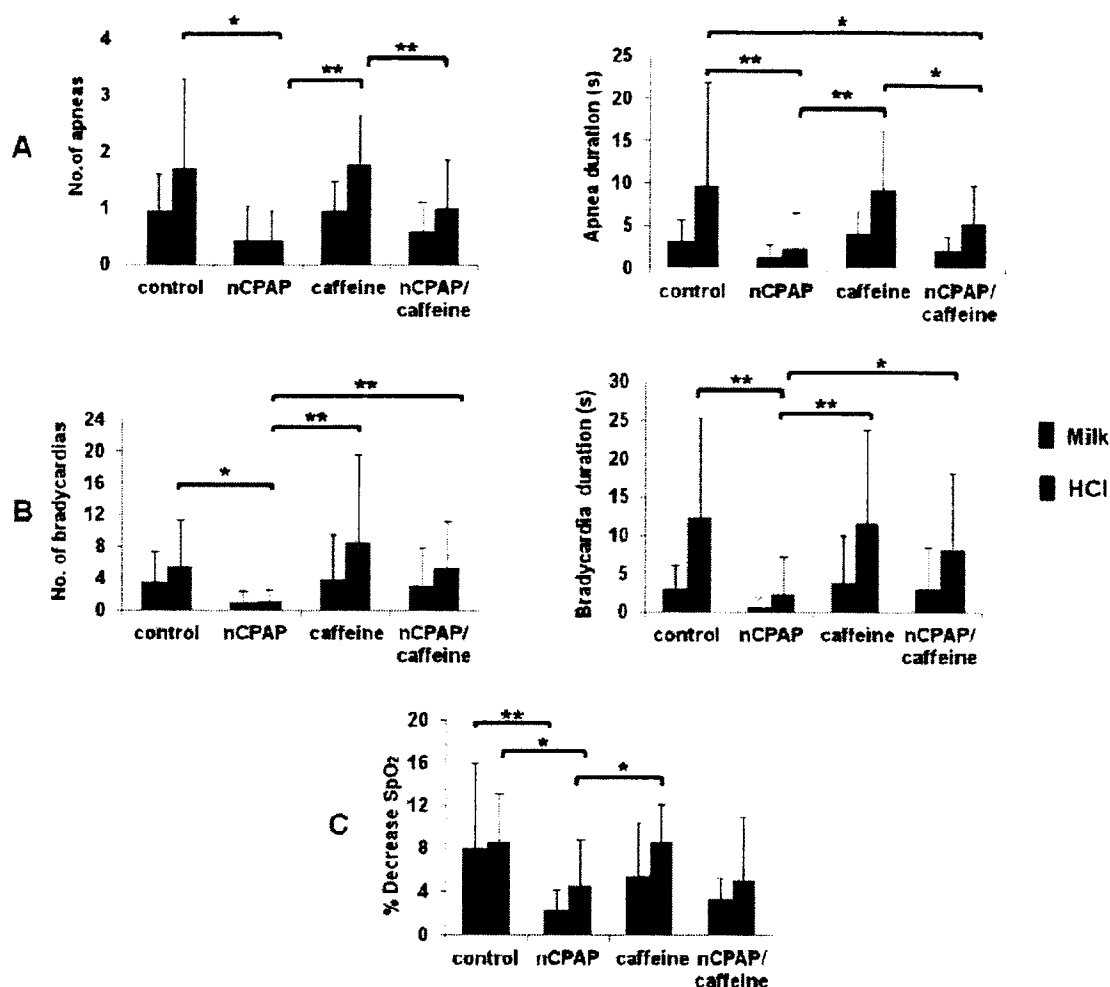 A
No. of apneas
4
3
2
1
0
*
**
**
control
nCPAP
caffeine
nCPAP/
caffeine
Apnea duration (s)
25
20
15
10
5
0
*
**
**
*
control
nCPAP
caffeine
nCPAP/
caffeine
B
No. of bradycardias
24
20
16
12
8
4
0
**
**
*
control
nCPAP
caffeine
nCPAP/
caffeine
Bradycardia duration (s)
30
25
20
15
10
5
0
**
*
**
control
nCPAP
caffeine
nCPAP/
caffeine
Milk
HCl
C
% Decrease SpO₂
20
16
12
8
4
0
**
*
*
control
nCPAP
caffeine
nCPAP/
caffeine